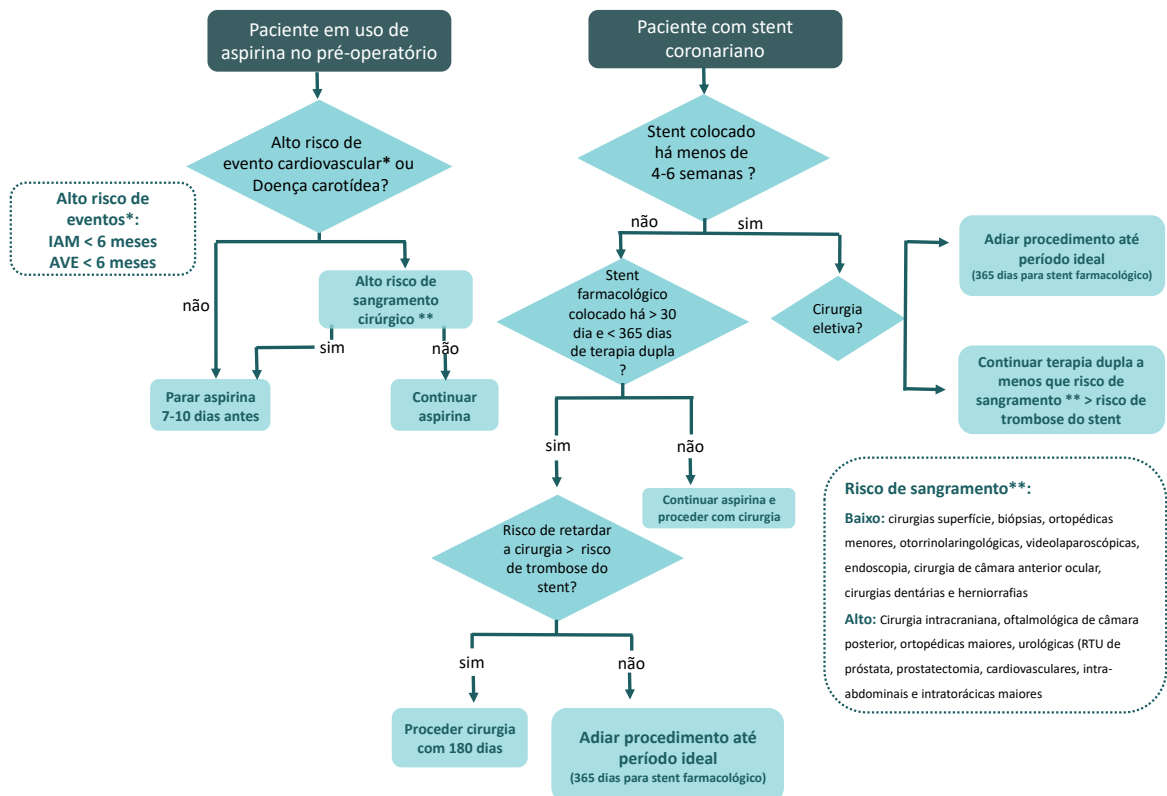 Paciente em uso de
aspirina no pré-operatório
Alto risco de
evento cardiovascular* ou
Doença carotídea?
Alto risco de
eventos*:
IAM < 6 meses
AVE < 6 meses
não
Alto risco de
sangramento
cirúrgico **
sim
não
Parar aspirina
7-10 dias antes
Continuar
aspirina
Paciente com stent
coronariano
Stent colocado
há menos de
4-6 semanas ?
não
sim
Stent
farmacológico
colocado há > 30
dia e < 365 dias
de terapia dupla
?
Cirurgia
eletiva?
Adiar procedimento até
período ideal
(365 dias para stent farmacológico)
Continuar terapia dupla a
menos que risco de
sangramento ** > risco de
trombose do stent
sim
não
Continuar aspirina e
proceder com cirurgia
Risco de retardar
a cirurgia > risco
de trombose do
stent?
sim
não
Proceder cirurgia
com 180 dias
Adiar procedimento até
período ideal
(365 dias para stent farmacológico)
Risco de sangramento**:
Baixo: cirurgias superfície, biópsias, ortopédicas
menores, otorrinolaringológicas, videolaparoscópicas,
endoscopia, cirurgia de câmara anterior ocular,
cirurgias dentárias e herniorrafias
Alto: Cirurgia intracraniana, oftalmológica de câmara
posterior, ortopédicas maiores, urológicas (RTU de
próstata, prostatectomia, cardiovasculares, intra-
abdominais e intratorácicas maiores